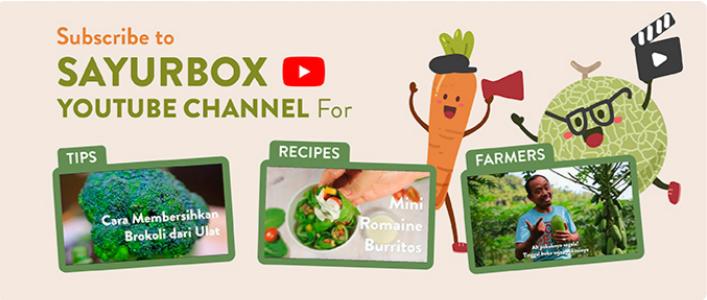 Subscribe to
SAYURBOX
YOUTUBE CHANNEL For
TIPS
Cara Membersihkan
Brokoli dari Ulat
RECIPES
Mini
Romaine
Burritos
FARMERS